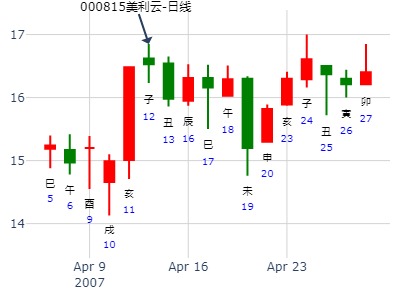 000815美利云-日线
17
16
15
14
巳
5
午
6
酉
9
戌
10
亥
11
子
12
丑
13
辰
16
巳
17
午
18
未
19
申
20
亥
23
子
24
丑
25
寅
26
卯
27
Apr 9
2007
Apr 16
Apr 23